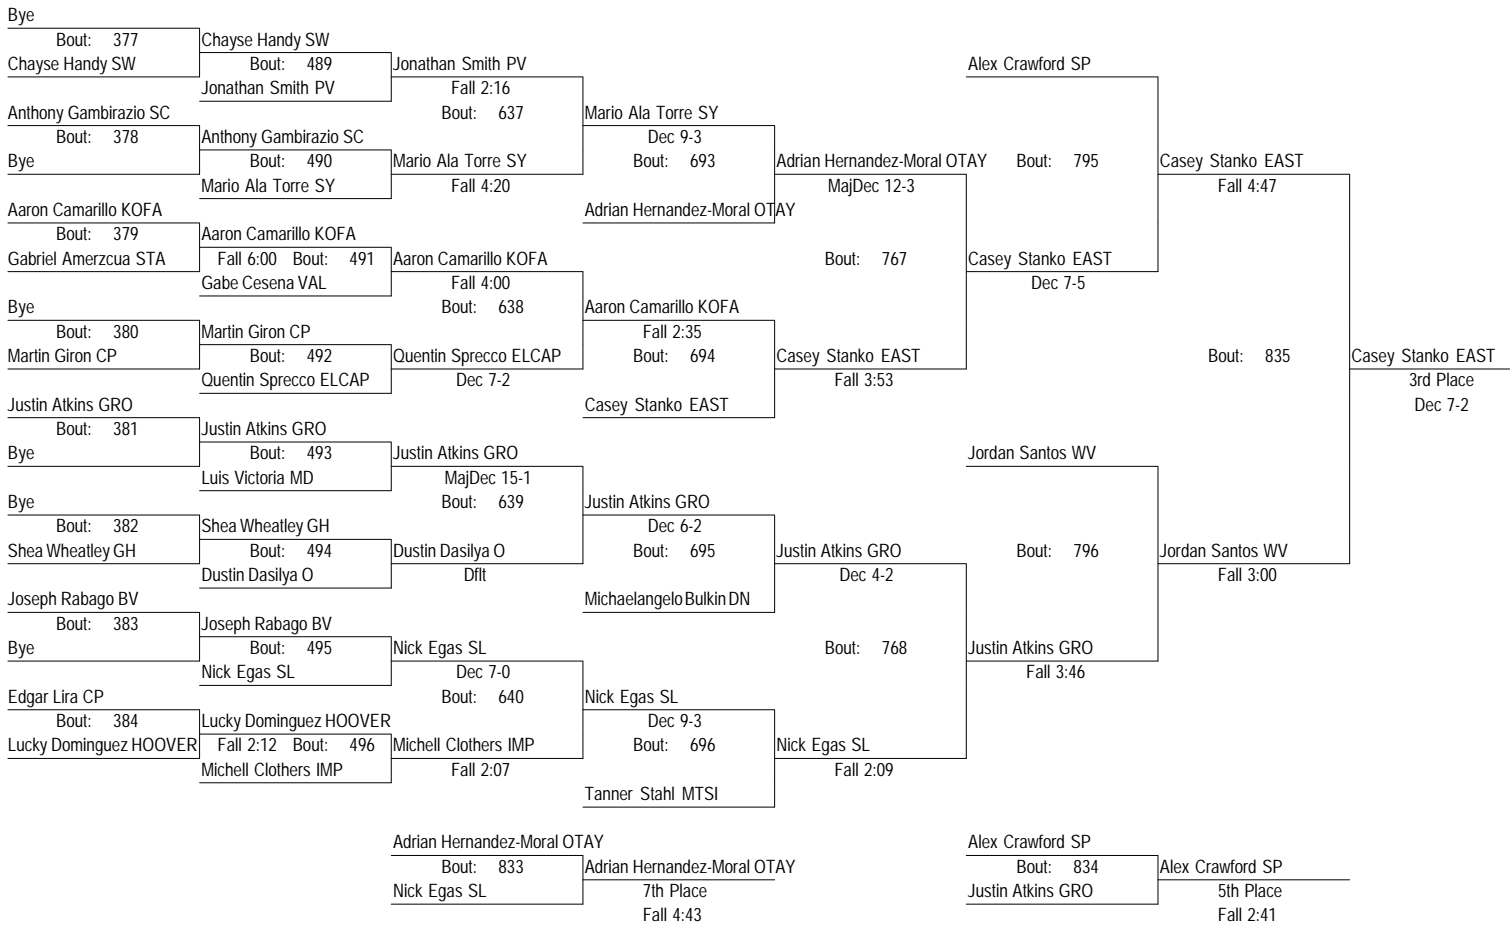 Bye
Bout: 377 Chayse Handy SW
Chayse Handy SW Bout: 489 Jonathan Smith PV Alex Crawford SP
Jonathan Smith PV Fall 2:16
Anthony Gambirazio SC Bout: 637 Mario Ala Torre SY
Bout: 378 Anthony Gambirazio SC Dec 9-3
Bye Bout: 490 Mario Ala Torre SY Bout: 693 Adrian Hernandez-Moral OTAY Bout: 795 Casey Stanko EAST
Mario Ala Torre SY Fall 4:20 MajDec 12-3 Fall 4:47
Aaron Camarillo KOFA Adrian Hernandez-Moral OTAY
Bout: 379 Aaron Camarillo KOFA
Gabriel Amerzcua STA Fall 6:00 Bout: 491 Aaron Camarillo KOFA Bout: 767 Casey Stanko EAST
Gabe Cesena VAL Fall 4:00 Dec 7-5
Bye Bout: 638 Aaron Camarillo KOFA
Bout: 380 Martin Giron CP Fall 2:35
Martin Giron CP Bout: 492 Quentin Sprecco ELCAP Bout: 694 Casey Stanko EAST Bout: 835 Casey Stanko EAST
Quentin Sprecco ELCAP Dec 7-2 Fall 3:53 3rd Place
Justin Atkins GRO Casey Stanko EAST Dec 7-2
Bout: 381 Justin Atkins GRO
Bye Bout: 493 Justin Atkins GRO Jordan Santos WV
Luis Victoria MD MajDec 15-1
Bye Bout: 639 Justin Atkins GRO
Bout: 382 Shea Wheatley GH Dec 6-2
Shea Wheatley GH Bout: 494 Dustin Dasilya O Bout: 695 Justin Atkins GRO Bout: 796 Jordan Santos WV
Dustin Dasilya O Dflt Dec 4-2 Fall 3:00
Joseph Rabago BV Michaelangelo Bulkin DN
Bout: 383 Joseph Rabago BV
Bye Bout: 495 Nick Egas SL Bout: 768 Justin Atkins GRO
Nick Egas SL Dec 7-0 Fall 3:46
Edgar Lira CP Bout: 640 Nick Egas SL
Bout: 384 Lucky Dominguez HOOVER Dec 9-3
Lucky Dominguez HOOVER Fall 2:12 Bout: 496 Michell Clothers IMP Bout: 696 Nick Egas SL
Michell Clothers IMP Fall 2:07 Fall 2:09
Tanner Stahl MTSI
Adrian Hernandez-Moral OTAY Alex Crawford SP
Bout: 833 Adrian Hernandez-Moral OTAY Bout: 834 Alex Crawford SP
Nick Egas SL 7th Place Justin Atkins GRO 5th Place
Fall 4:43 Fall 2:41